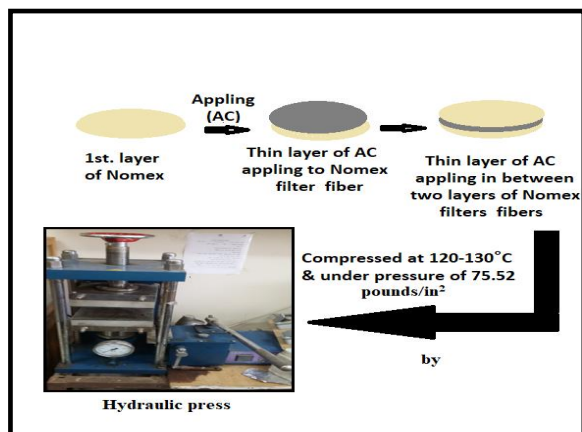 Appling
(AC)
1st. layer
of Nomex
Thin layer of AC
appling to Nomex
filter fiber
Thin layer of AC
appling in between
two layers of Nomex
filters fibers
Compressed at 120-130°C
& under pressure of 75.52
pounds/in²
by
Hydraulic press